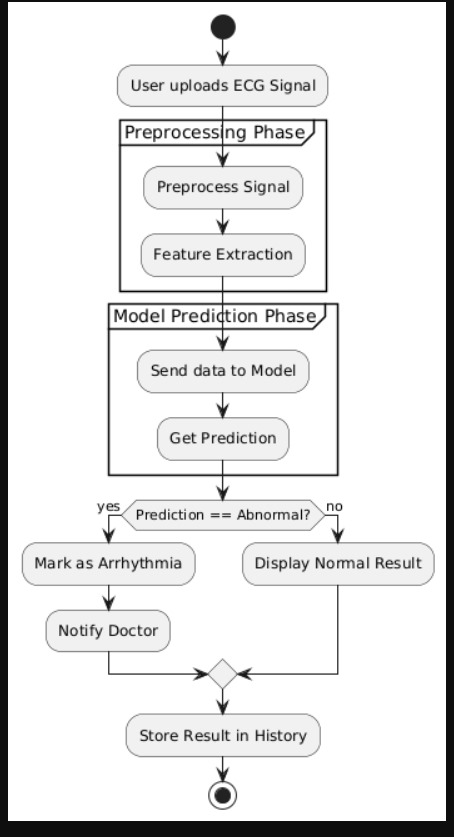 User uploads ECG Signal
Preprocessing Phase
Preprocess Signal
Feature Extraction
Model Prediction Phase
Send data to Model
Get Prediction
yes
Prediction == Abnormal?
no
Mark as Arrhythmia
Display Normal Result
Notify Doctor
Store Result in History